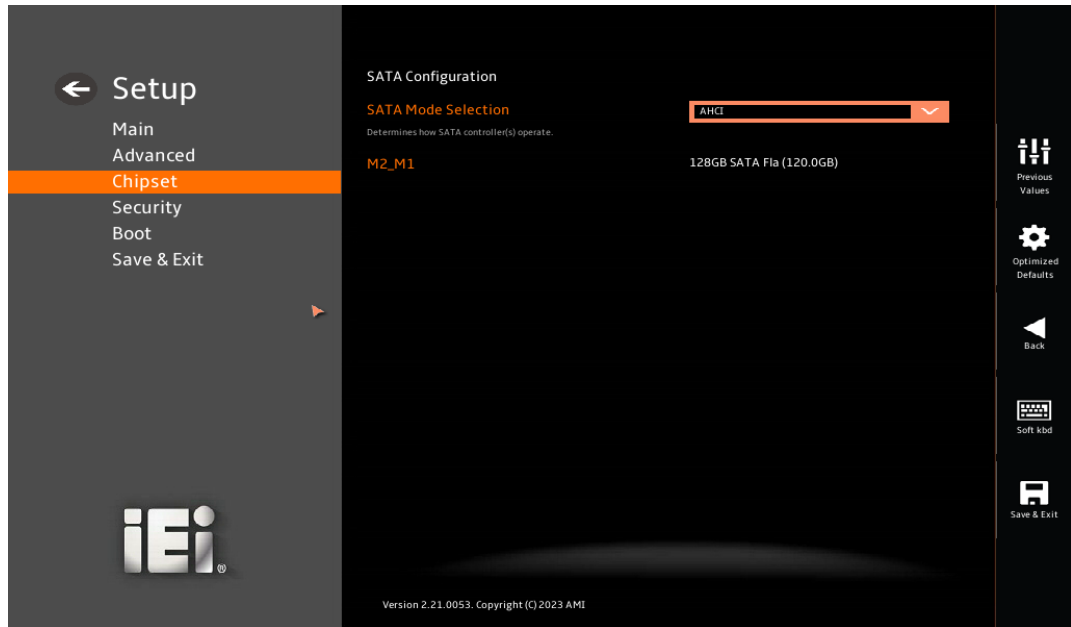 Setup
Main
Advanced
Chipset
Security
Boot
Save & Exit
iEi®
SATA Configuration
SATA Mode Selection
AHCI
Determines how SATA controller(s) operate.
M2_M1
128GB SATA Fla (120.0GB)
Version 2.21.0053. Copyright (C) 2023 AMI
Previous
Values
Optimized
Defaults
Back
Soft kbd
Save & Exit